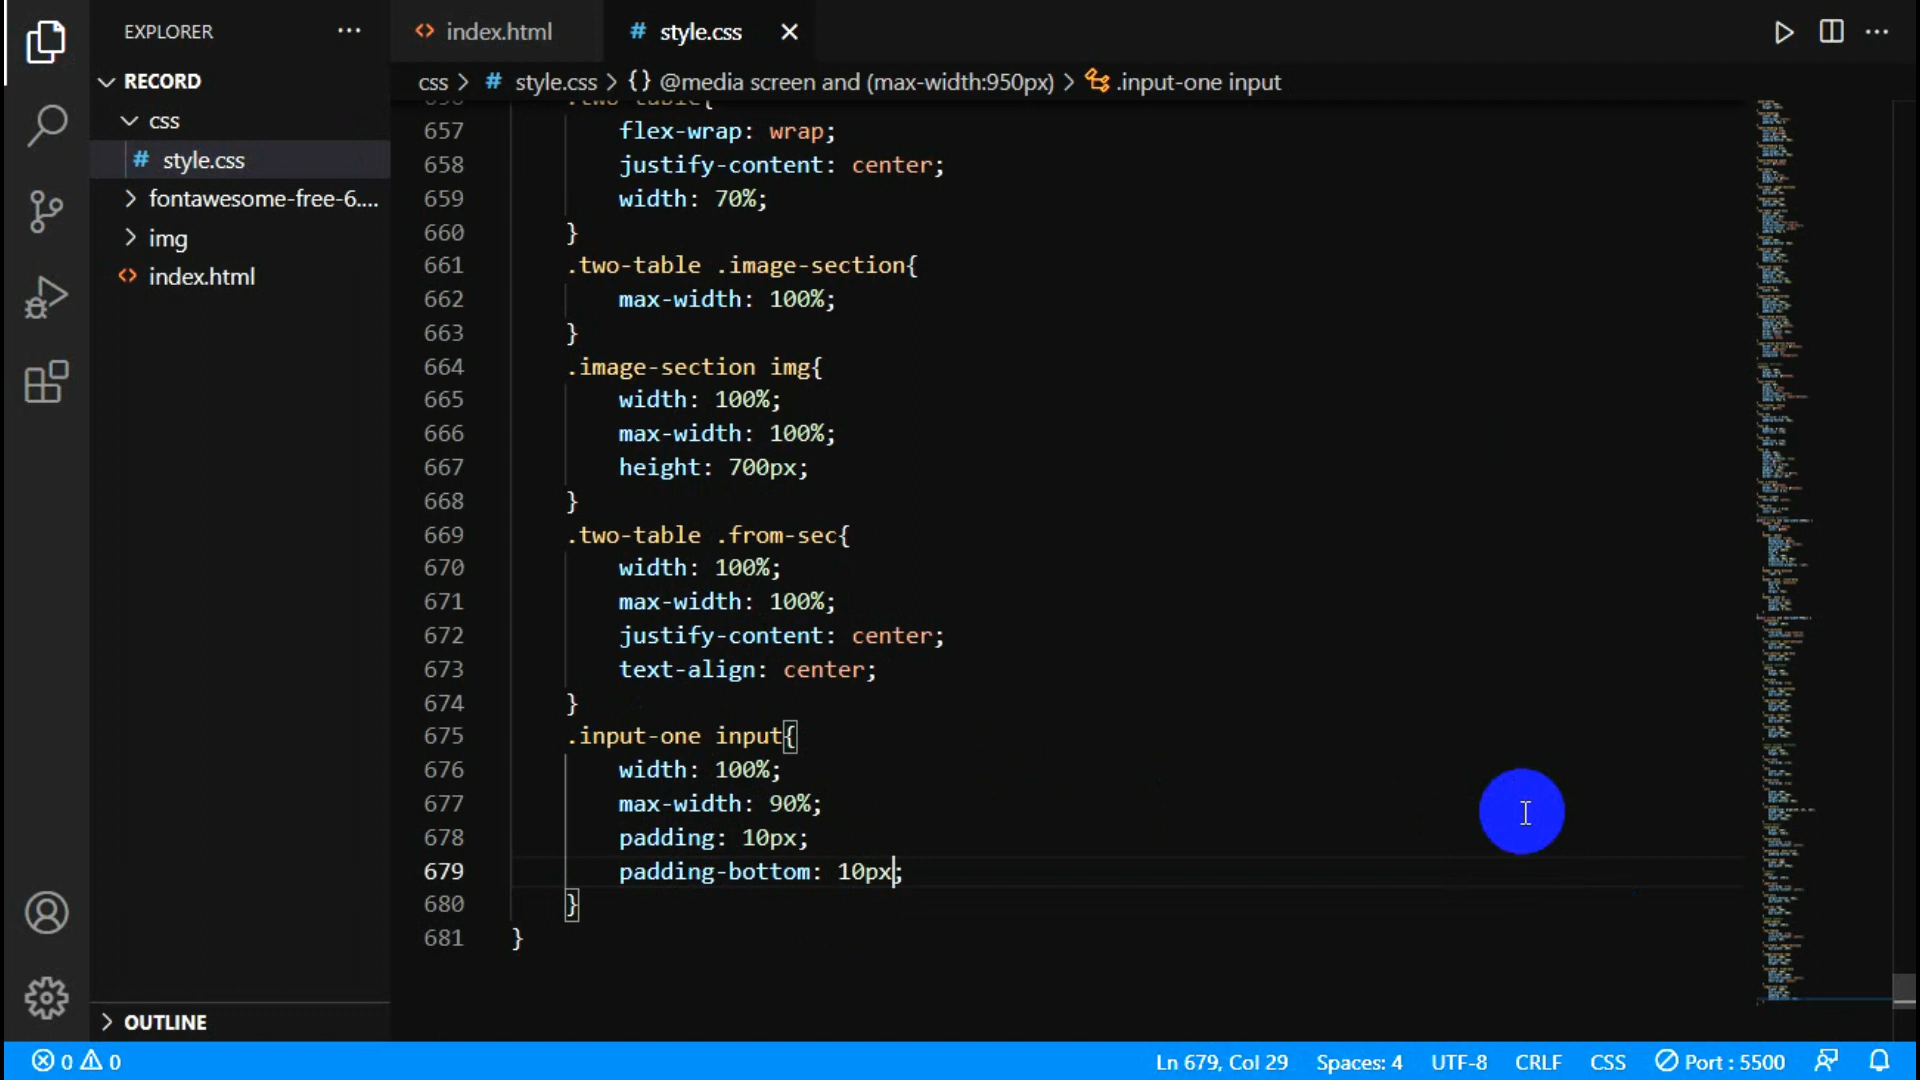 EXPLORER
RECORD
css
# style.css
fontawesome-free-6....
img
<> index.html
OUTLINE
<> index.html
# style.css
css > # style.css > {} @media screen and (max-width:950px) > .input-one input
657 flex-wrap: wrap;
658 justify-content: center;
659 width: 70%;
660 }
661 .two-table .image-section{
662 max-width: 100%;
663 }
664 .image-section img{
665 width: 100%;
666 max-width: 100%;
667 height: 700px;
668 }
669 .two-table .from-sec{
670 width: 100%;
671 max-width: 100%;
672 justify-content: center;
673 text-align: center;
674 }
675 .input-one input{
676 width: 100%;
677 max-width: 90%;
678 padding: 10px;
679 padding-bottom: 10px;
680 }
681 }
0 0 Ln 679, Col 29 Spaces: 4 UTF-8 CRLF CSS Port : 5500